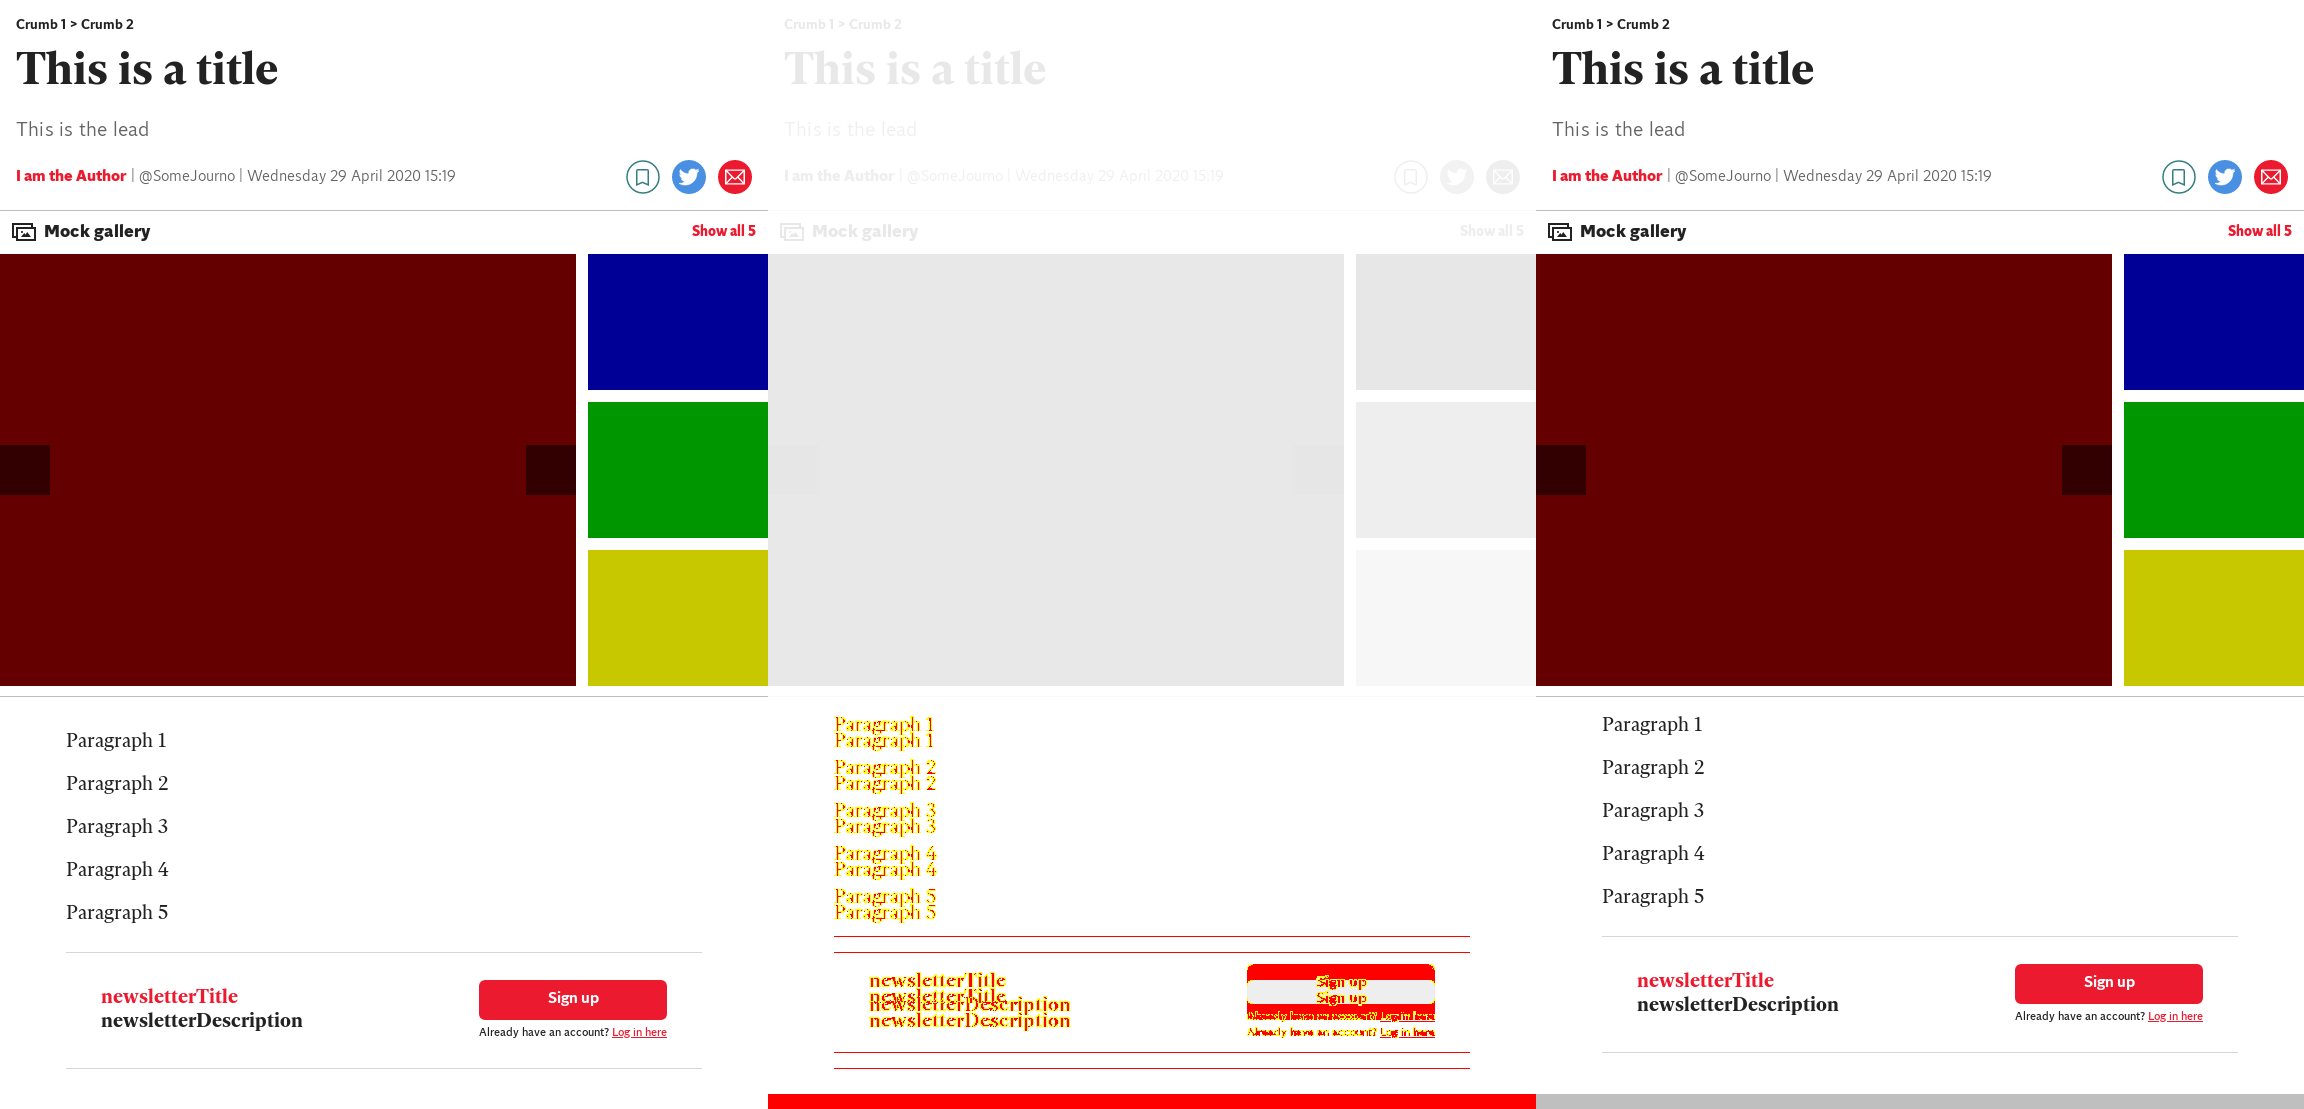 Crumb 1 > Crumb 2
This is a title
This is the lead
I am the Author | @SomeJourno | Wednesday 29 April 2020 15:19
Mock gallery
Show all 5
Paragraph 1
Paragraph 2
Paragraph 3
Paragraph 4
Paragraph 5
newsletterTitle
newsletterDescription
Sign up
Already have an account? Log in here
Crumb 1 > Crumb 2
This is a title
This is the lead
I am the Author | @SomeJourno | Wednesday 29 April 2020 15:19
Mock gallery
Show all 5
Paragraph 1
Paragraph 1
Paragraph 2
Paragraph 2
Paragraph 3
Paragraph 3
Paragraph 4
Paragraph 4
Paragraph 5
Paragraph 5
newsletterTitle
newsletterTitle
newsletterDescription
newsletterDescription
Sign up
Sign up
Already have an account? Log in here
Already have an account? Log in here
Crumb 1 > Crumb 2
This is a title
This is the lead
I am the Author | @SomeJourno | Wednesday 29 April 2020 15:19
Mock gallery
Show all 5
Paragraph 1
Paragraph 2
Paragraph 3
Paragraph 4
Paragraph 5
newsletterTitle
newsletterDescription
Sign up
Already have an account? Log in here